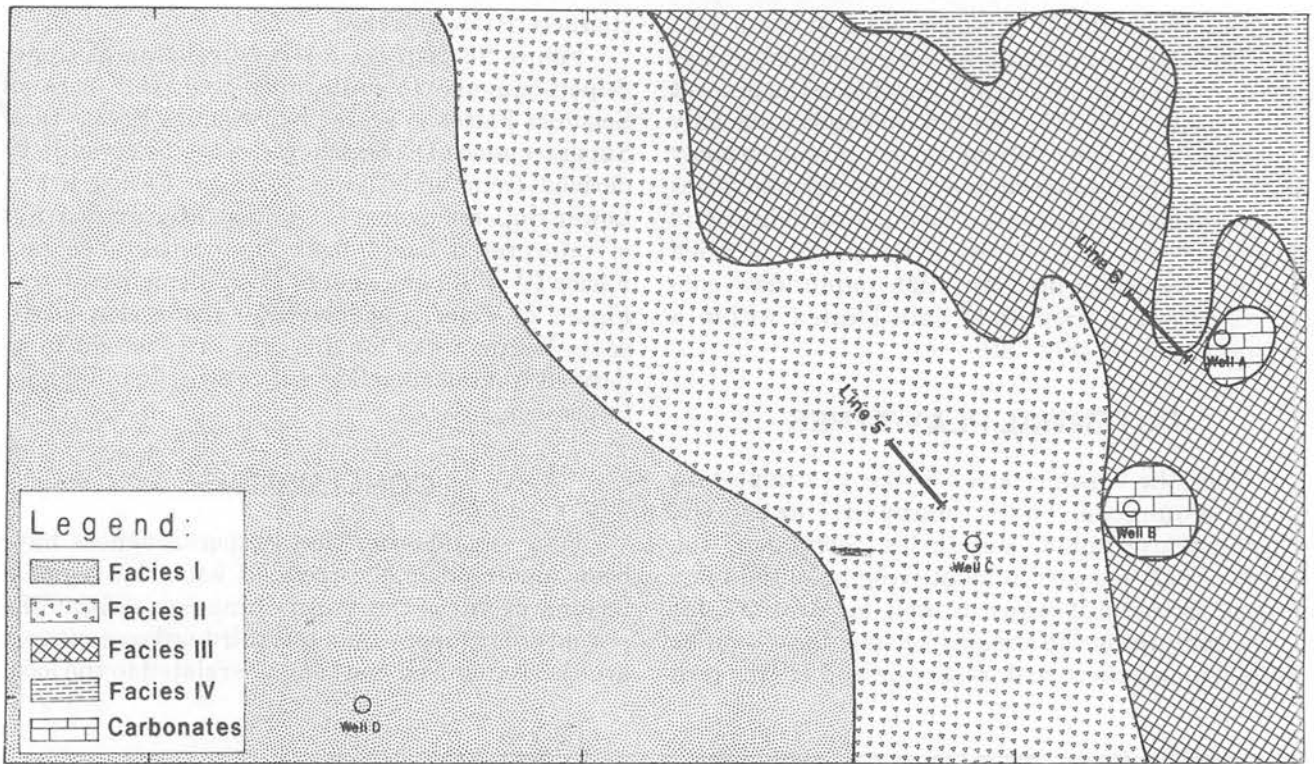 Line 6
Well A
Line 5
Well B
Well C
Well D
Legend:
Facies I
Facies II
Facies III
Facies IV
Carbonates